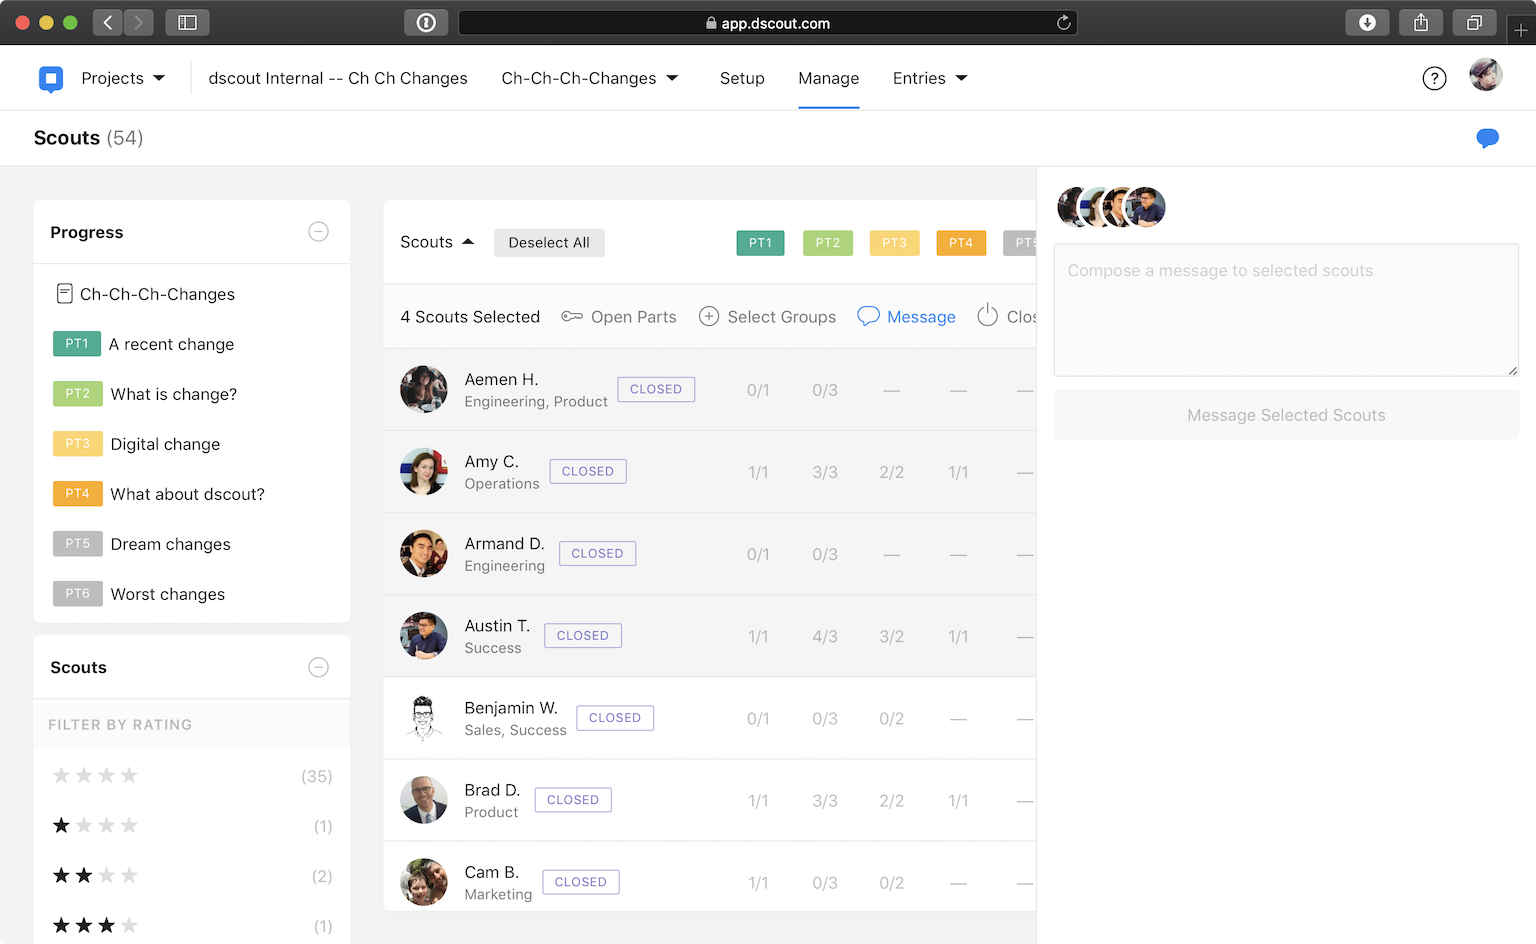 app.dscout.com
Projects
dscout Internal -- Ch Ch Changes
Ch-Ch-Ch-Changes
Setup
Manage
Entries
?
Scouts (54)
Progress
Ch-Ch-Ch-Changes
PT1 A recent change
PT2 What is change?
PT3 Digital change
PT4 What about dscout?
PT5 Dream changes
PT6 Worst changes
Scouts
FILTER BY RATING
(35)
(1)
(2)
(1)
Scouts Deselect All PT1 PT2 PT3 PT4 PT5
4 Scouts Selected Open Parts Select Groups Message Clos
Aemen H. CLOSED 0/1 0/3 — — —
Engineering, Product
Amy C. CLOSED 1/1 3/3 2/2 1/1 —
Operations
Armand D. CLOSED 0/1 0/3 — — —
Engineering
Austin T. CLOSED 1/1 4/3 3/2 1/1 —
Success
Benjamin W. CLOSED 0/1 0/3 0/2 — —
Sales, Success
Brad D. CLOSED 1/1 3/3 2/2 1/1 —
Product
Cam B. CLOSED 1/1 0/3 0/2 — —
Marketing
Compose a message to selected scouts
Message Selected Scouts